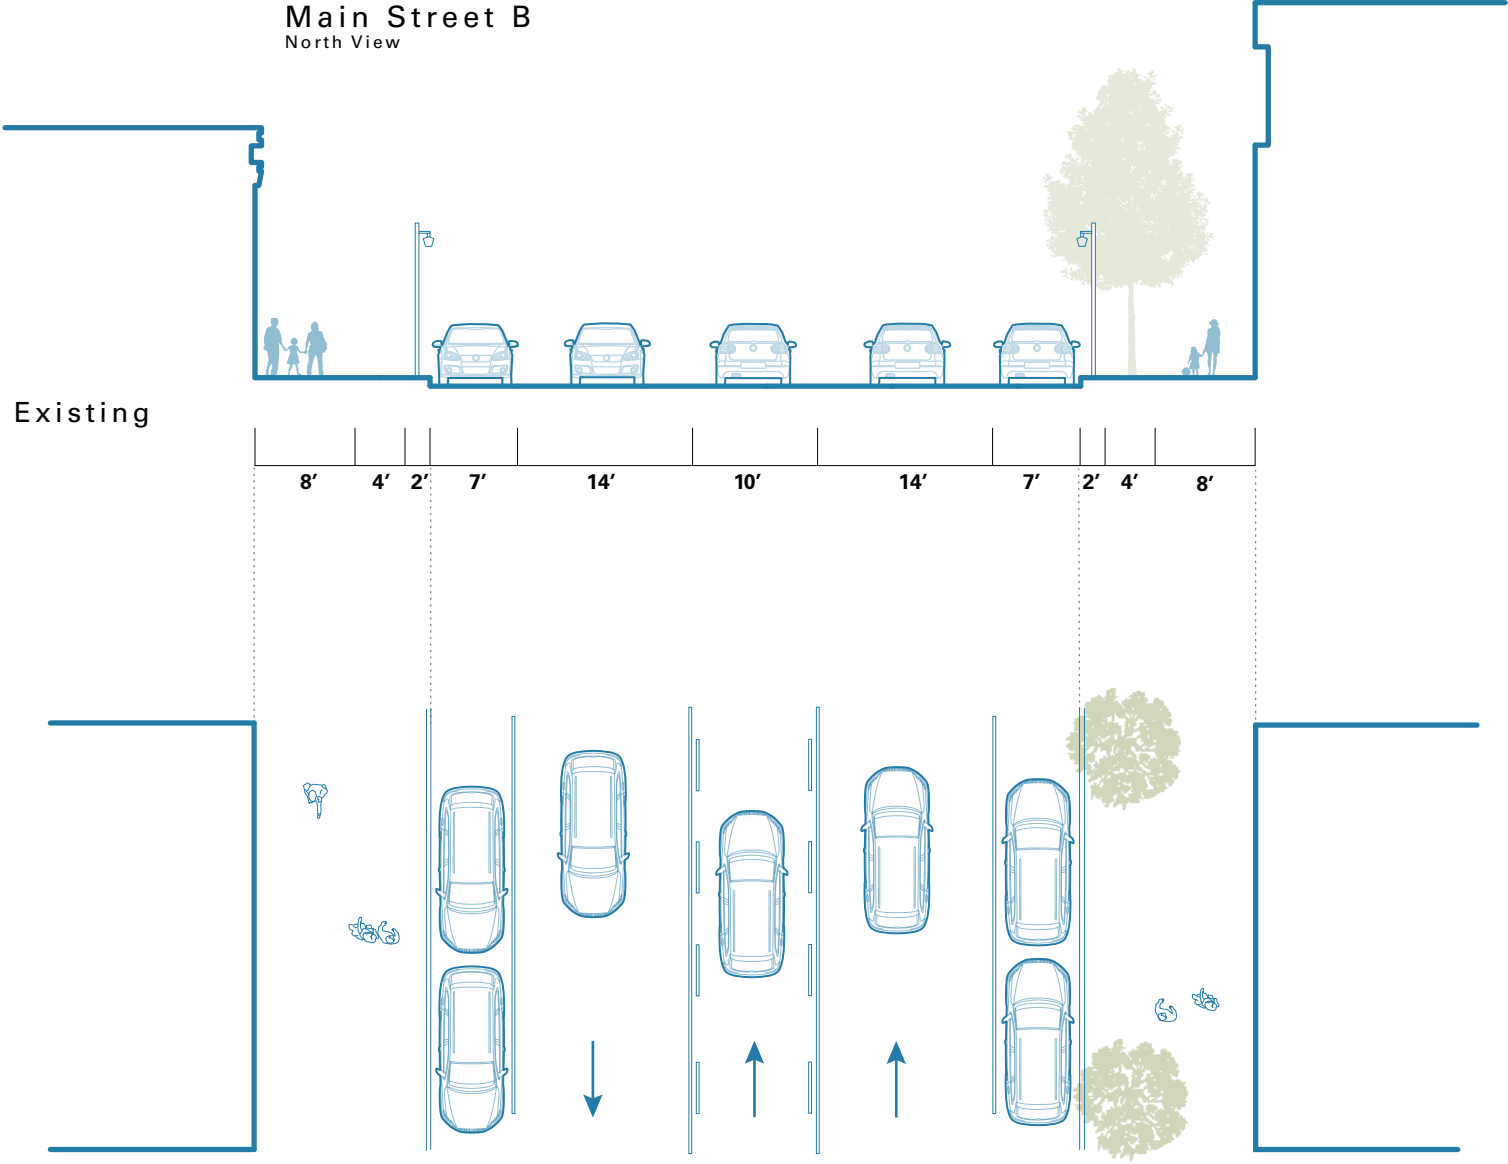 Main Street B
North View
Existing
8’ 4’ 2’ 7’ 14’ 10’ 14’ 7’ 2’ 4’ 8’